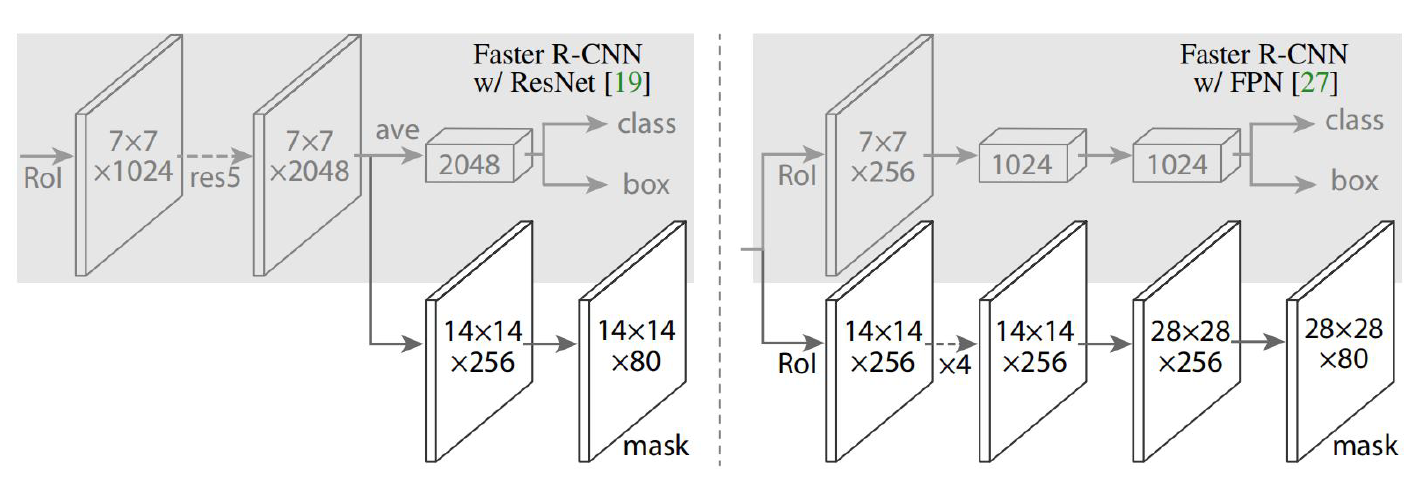 Faster R-CNN
w/ ResNet [19]
RoI
7×7
×1024
res5
7×7
×2048
ave
2048
class
box
14×14
×256
14×14
×80
mask
Faster R-CNN
w/ FPN [27]
RoI
7×7
×256
1024
1024
class
box
RoI
14×14
×256
×4
14×14
×256
28×28
×256
28×28
×80
mask